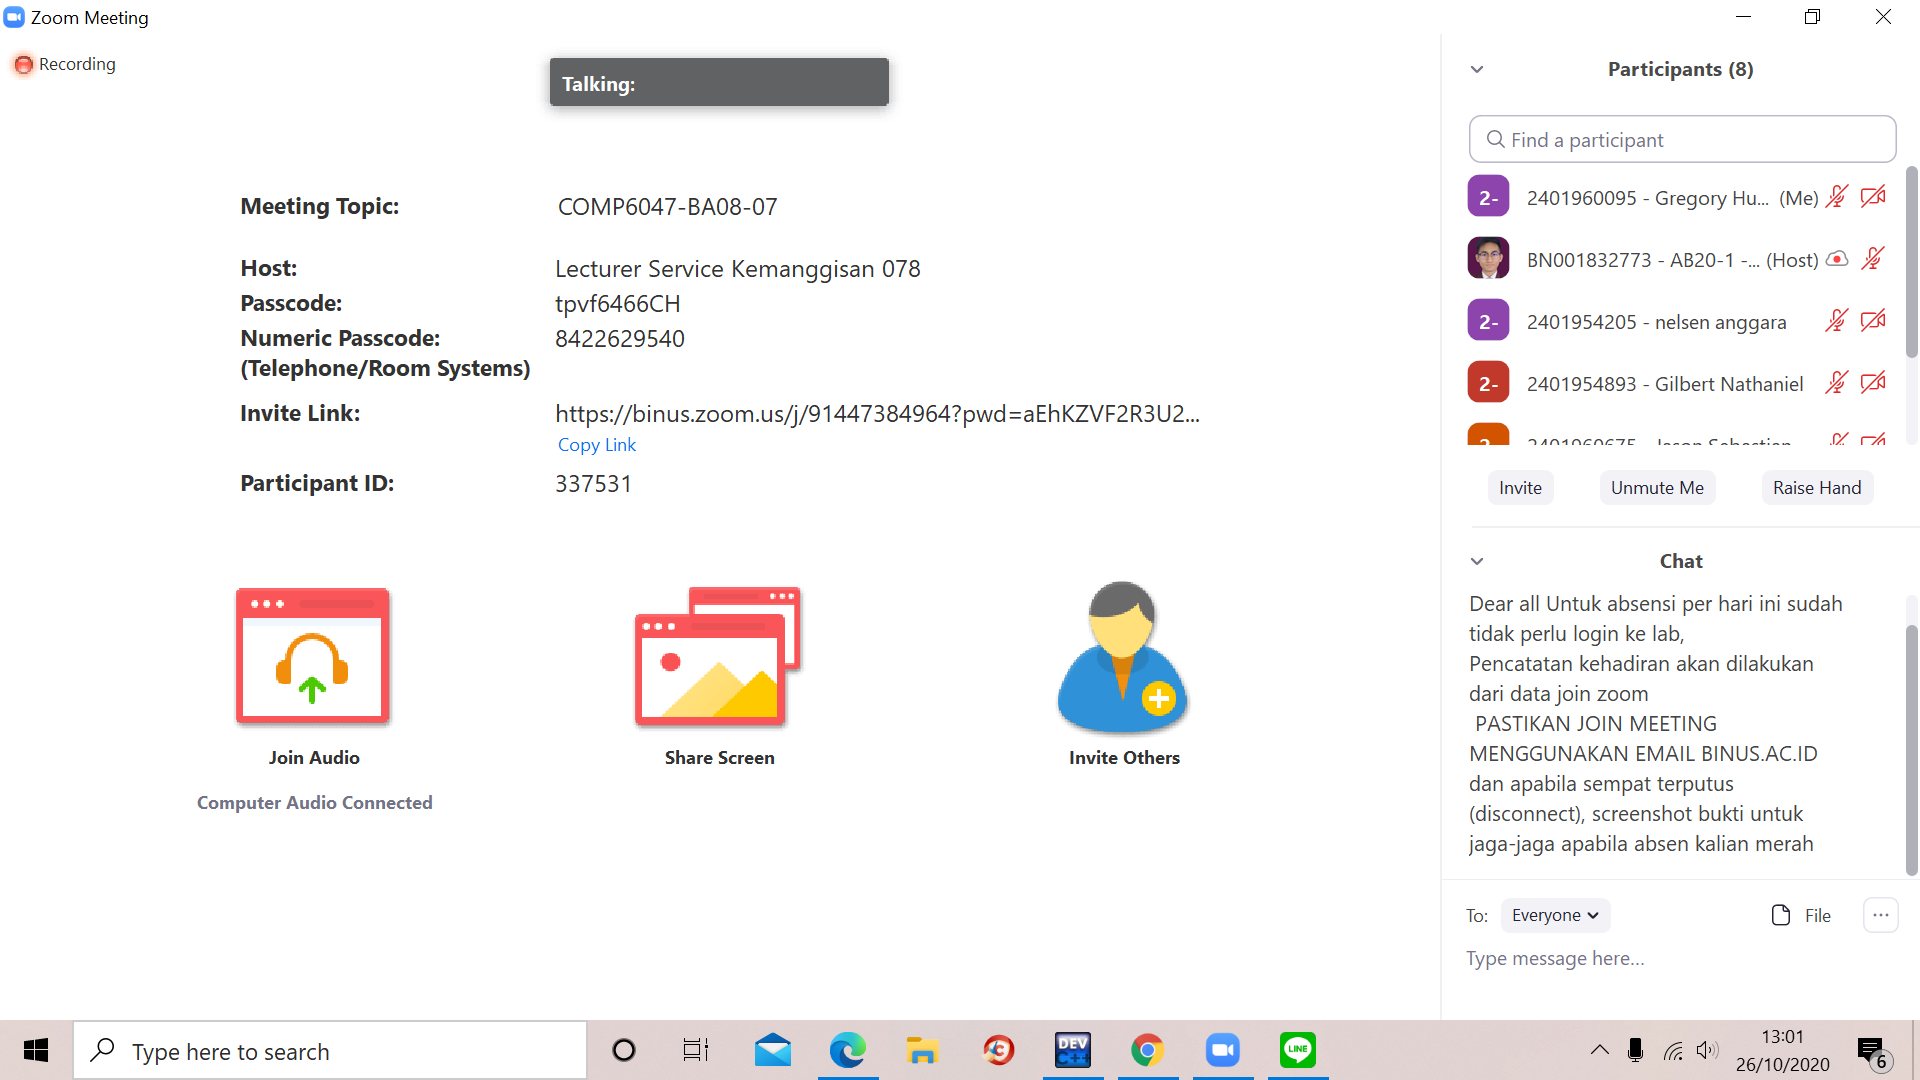 Zoom Meeting
Recording
Talking:
Meeting Topic: COMP6047-BA08-07
Host: Lecturer Service Kemanggisan 078
Passcode: tpvf6466CH
Numeric Passcode: 8422629540
(Telephone/Room Systems)
Invite Link: https://binus.zoom.us/j/91447384964?pwd=aEhKZVF2R3U2...
Copy Link
Participant ID: 337531
Join Audio
Computer Audio Connected
Share Screen
Invite Others
Participants (8)
Find a participant
2- 2401960095 - Gregory Hu... (Me)
BN001832773 - AB20-1 -... (Host)
2- 2401954205 - nelsen anggara
2- 2401954893 - Gilbert Nathaniel
2- 2401960675 - Jason Sebastian
Invite Unmute Me Raise Hand
Chat
Dear all Untuk absensi per hari ini sudah
tidak perlu login ke lab,
Pencatatan kehadiran akan dilakukan
dari data join zoom
PASTIKAN JOIN MEETING
MENGGUNAKAN EMAIL BINUS.AC.ID
dan apabila sempat terputus
(disconnect), screenshot bukti untuk
jaga-jaga apabila absen kalian merah
To: Everyone File ...
Type message here...
Type here to search
DEV
C++
LINE
13:01
26/10/2020
6